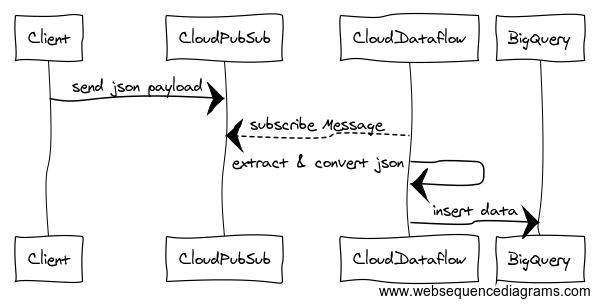 Client CloudPubSub CloudDataflow BigQuery
send json payload
subscribe Message
extract & convert json
insert data
Client CloudPubSub CloudDataflow BigQuery
www.websequencediagrams.com